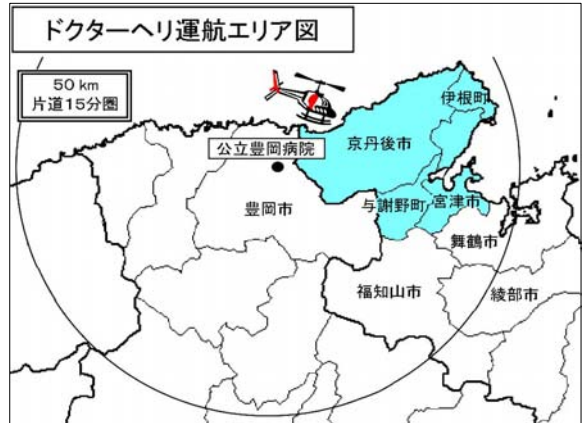 ドクターヘリ運航エリア図
50 km
片道15分圏
伊根町
京丹後市
公立豊岡病院
与謝野町
宮津市
豊岡市
舞鶴市
福知山市
綾部市